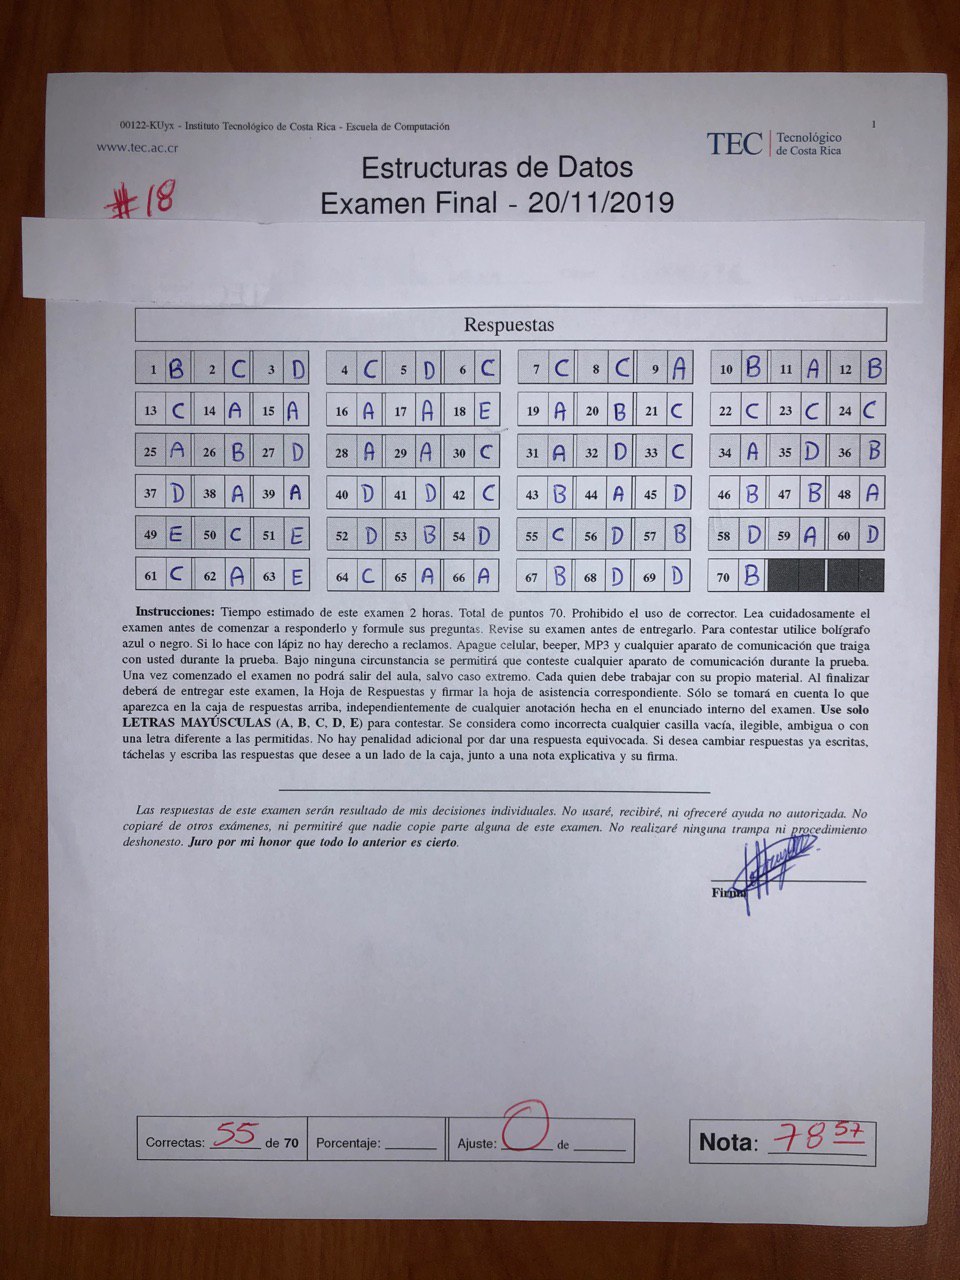 00122-KUyx - Instituto Tecnológico de Costa Rica - Escuela de Computación 1
www.tec.ac.cr
TEC | Tecnológico
de Costa Rica
Estructuras de Datos
Examen Final - 20/11/2019
#18
Respuestas
1 B 2 C 3 D 4 C 5 D 6 C 7 C 8 C 9 A 10 B 11 A 12 B
13 C 14 A 15 A 16 A 17 A 18 E 19 A 20 B 21 C 22 C 23 C 24 C
25 A 26 B 27 D 28 A 29 A 30 C 31 A 32 D 33 C 34 A 35 D 36 B
37 D 38 A 39 A 40 D 41 D 42 C 43 B 44 A 45 D 46 B 47 B 48 A
49 E 50 C 51 E 52 D 53 B 54 D 55 C 56 D 57 B 58 D 59 A 60 D
61 C 62 A 63 E 64 C 65 A 66 A 67 B 68 D 69 D 70 B
Instrucciones: Tiempo estimado de este examen 2 horas. Total de puntos 70. Prohibido el uso de corrector. Lea cuidadosamente el
examen antes de comenzar a responderlo y formule sus preguntas. Revise su examen antes de entregarlo. Para contestar utilice bolígrafo
azul o negro. Si lo hace con lápiz no hay derecho a reclamos. Apague celular, beeper, MP3 y cualquier aparato de comunicación que traiga
con usted durante la prueba. Bajo ninguna circunstancia se permitirá que conteste cualquier aparato de comunicación durante la prueba.
Una vez comenzado el examen no podrá salir del aula, salvo caso extremo. Cada quien debe trabajar con su propio material. Al finalizar
deberá de entregar este examen, la Hoja de Respuestas y firmar la hoja de asistencia correspondiente. Sólo se tomará en cuenta lo que
aparezca en la caja de respuestas arriba, independientemente de cualquier anotación hecha en el enunciado interno del examen. Use solo
LETRAS MAYÚSCULAS (A, B, C, D, E) para contestar. Se considera como incorrecta cualquier casilla vacía, ilegible, ambigua o con
una letra diferente a las permitidas. No hay penalidad adicional por dar una respuesta equivocada. Si desea cambiar respuestas ya escritas,
táchelas y escriba las respuestas que desee a un lado de la caja, junto a una nota explicativa y su firma.
Las respuestas de este examen serán resultado de mis decisiones individuales. No usaré, recibiré, ni ofreceré ayuda no autorizada. No
copiaré de otros exámenes, ni permitiré que nadie copie parte alguna de este examen. No realizaré ninguna trampa ni procedimiento
deshonesto. Juro por mi honor que todo lo anterior es cierto.
Firma
Correctas: 55 de 70 Porcentaje: Ajuste: 0 de Nota: 78 57